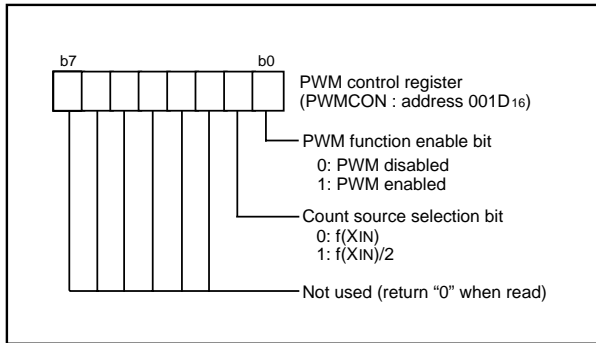 b7 b0
PWM control register
(PWMCON : address 001D16)
PWM function enable bit
0: PWM disabled
1: PWM enabled
Count source selection bit
0: f(XIN)
1: f(XIN)/2
Not used (return “0” when read)